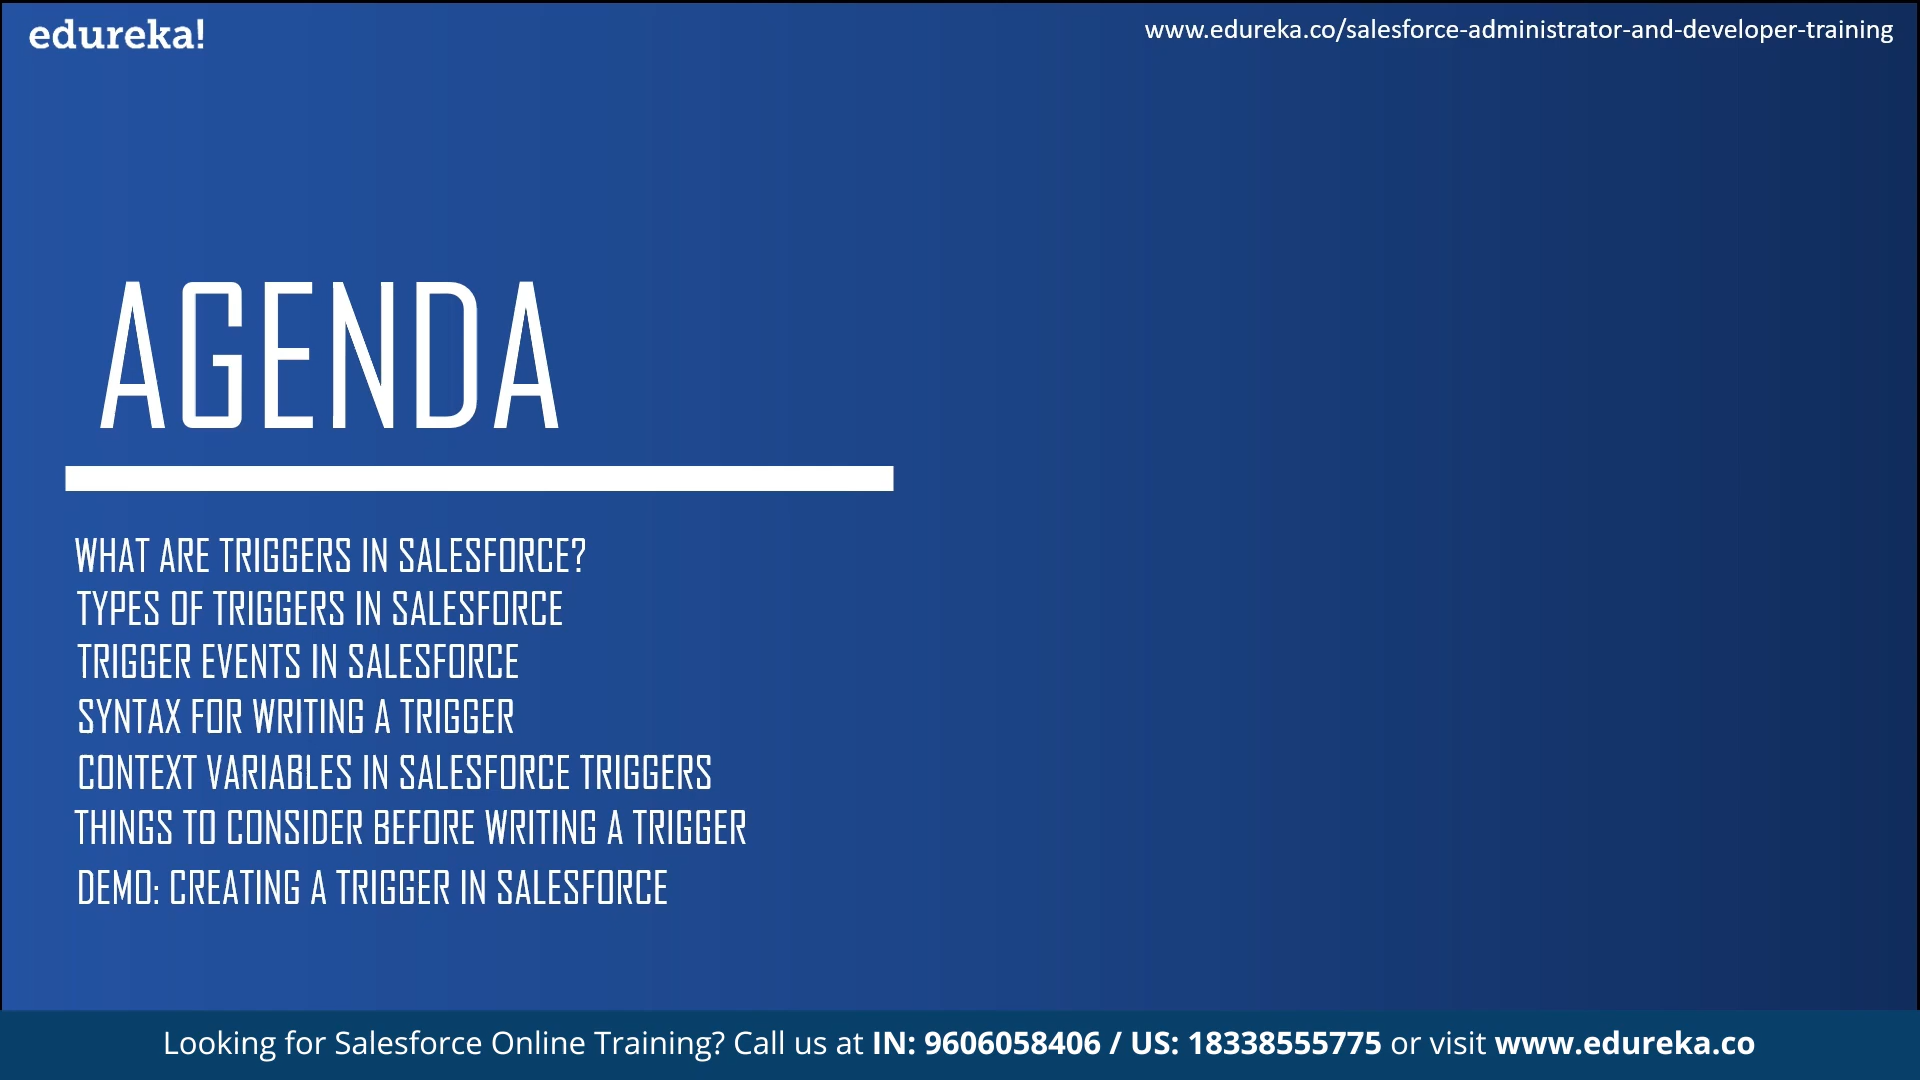 edureka!
www.edureka.co/salesforce-administrator-and-developer-training
AGENDA
WHAT ARE TRIGGERS IN SALESFORCE?
TYPES OF TRIGGERS IN SALESFORCE
TRIGGER EVENTS IN SALESFORCE
SYNTAX FOR WRITING A TRIGGER
CONTEXT VARIABLES IN SALESFORCE TRIGGERS
THINGS TO CONSIDER BEFORE WRITING A TRIGGER
DEMO: CREATING A TRIGGER IN SALESFORCE
Looking for Salesforce Online Training? Call us at IN: 9606058406 / US: 18338555775 or visit www.edureka.co